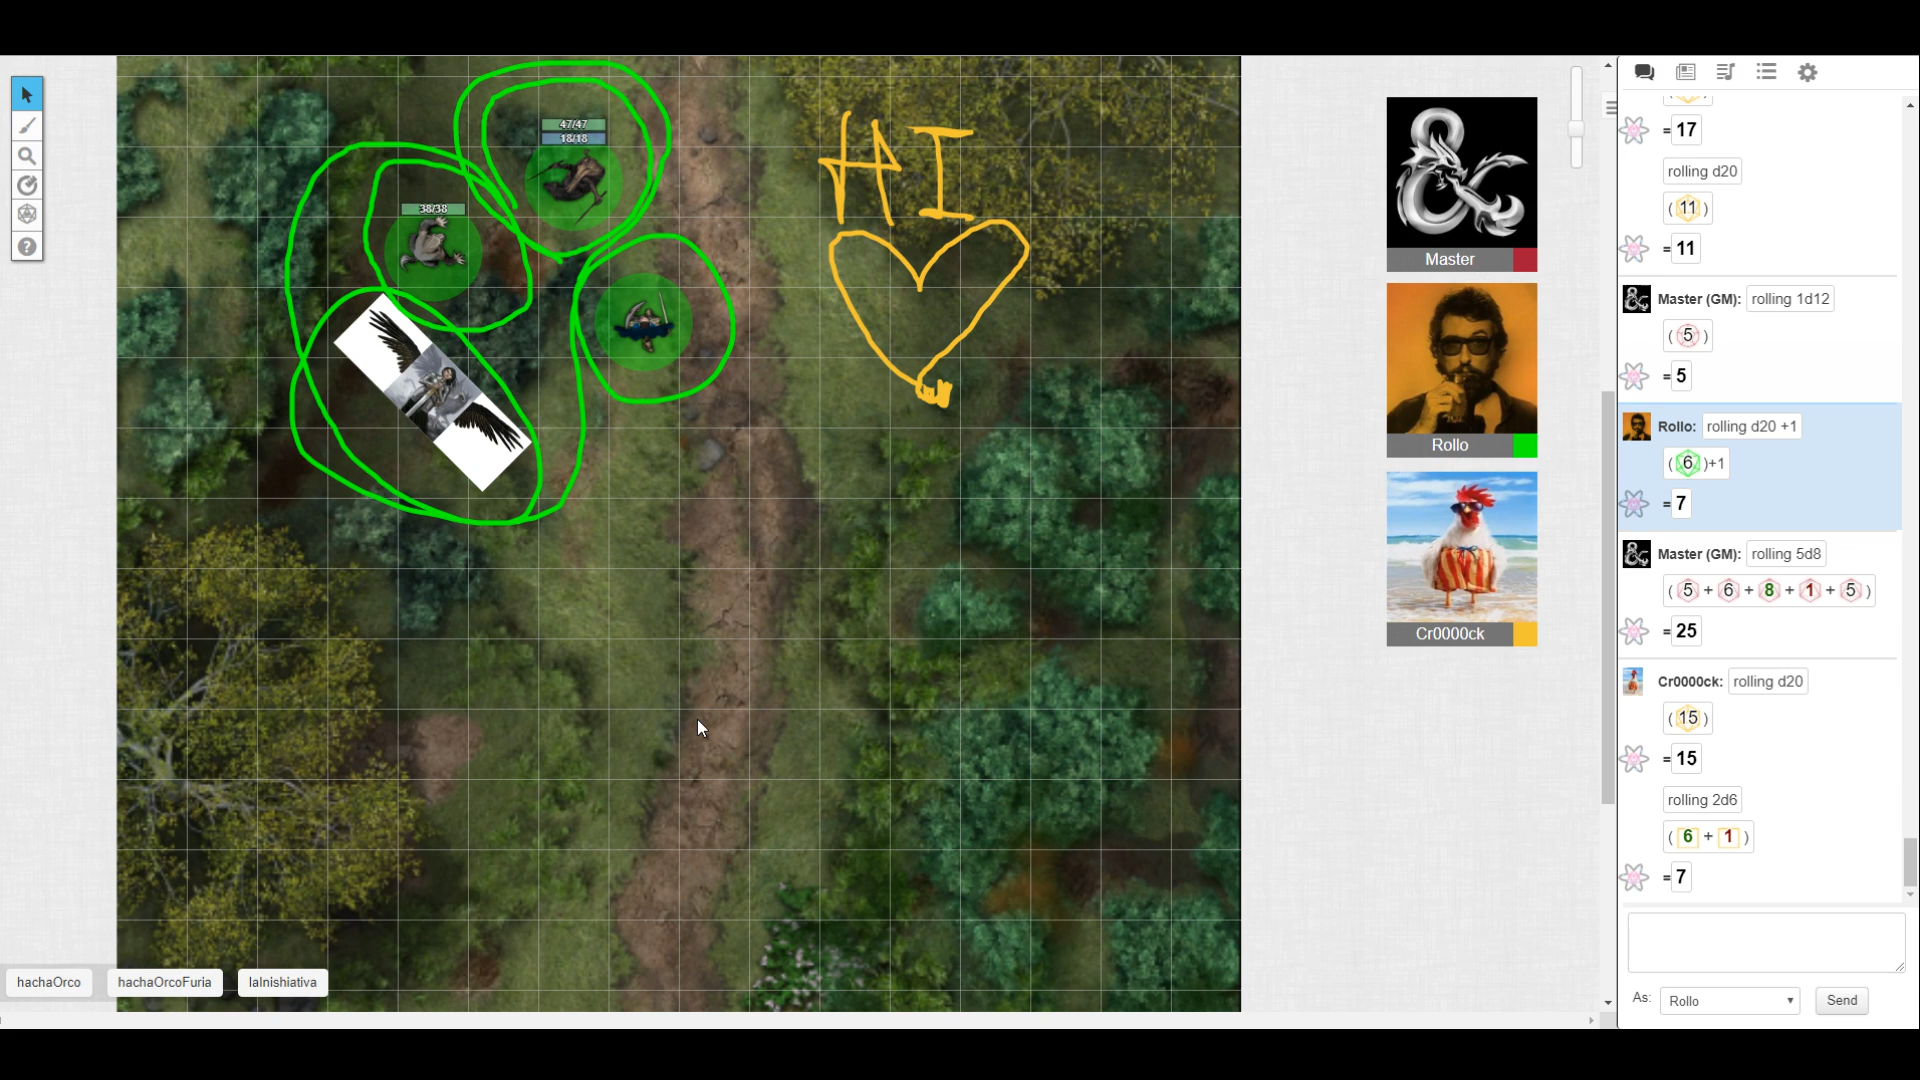 47/47
18/18
38/38
HI
Master
Rollo
Cr0000ck
=17
rolling d20
(11)
=11
Master (GM): rolling 1d12
(5)
=5
Rollo: rolling d20 +1
(6)+1
=7
Master (GM): rolling 5d8
(5+6+8+1+5)
=25
Cr0000ck: rolling d20
(15)
=15
rolling 2d6
(6+1)
=7
hachaOrco hachaOrcoFuria laInishiativa
As: Rollo Send